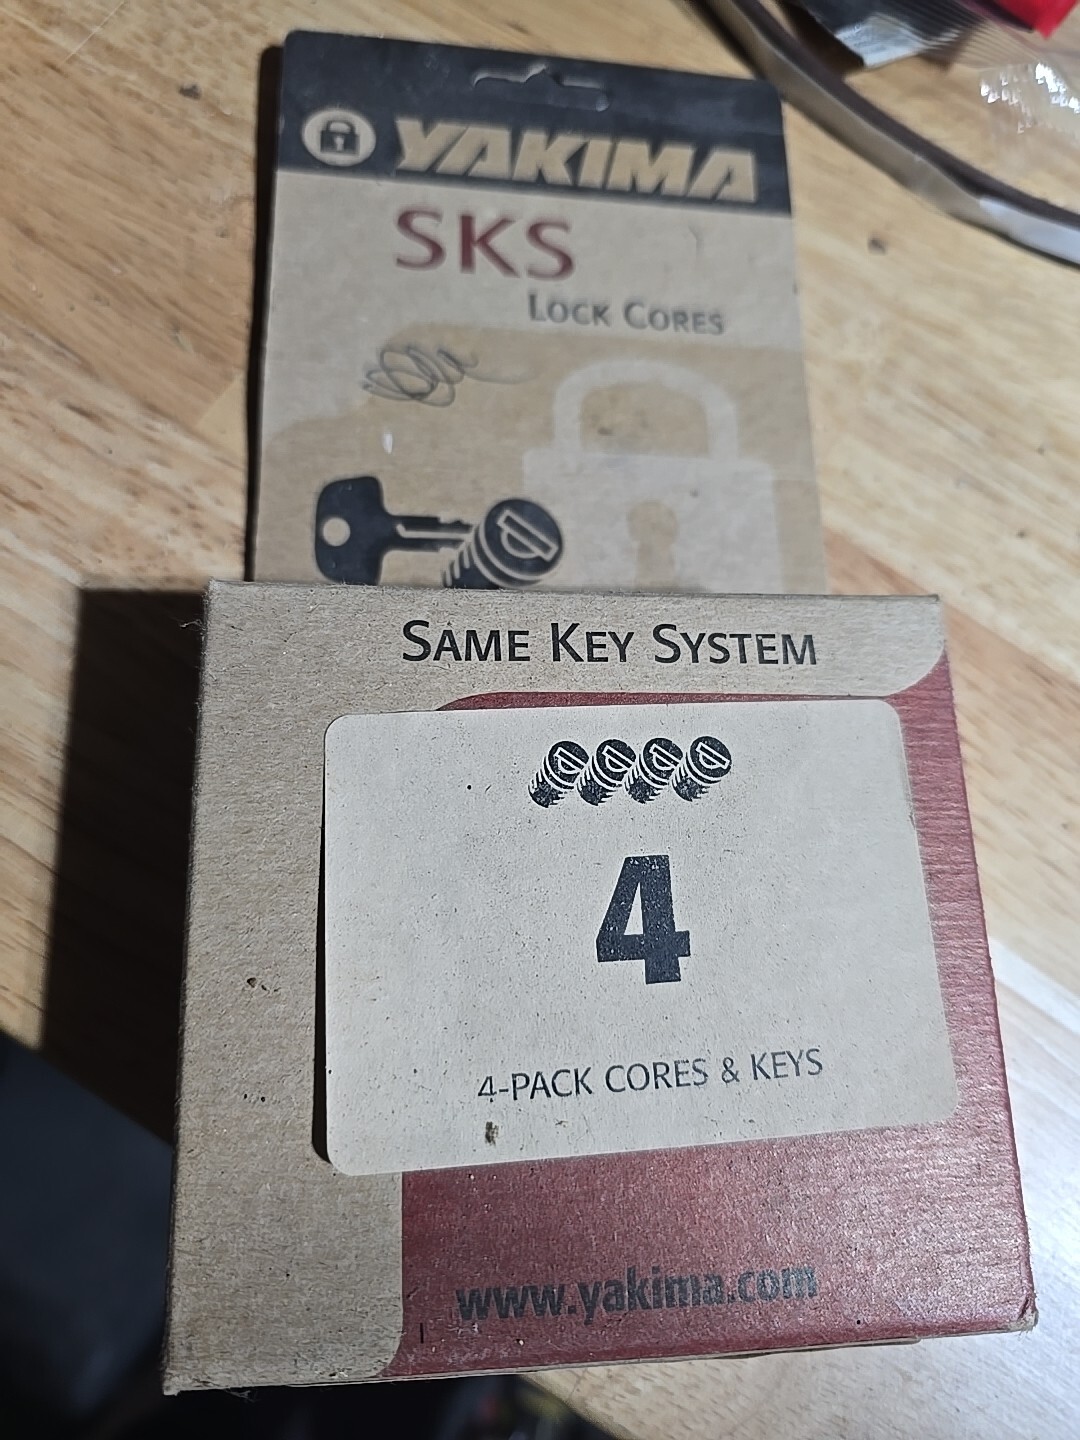 YAKIMA
SKS
LOCK CORES
SAME KEY SYSTEM
4
4-PACK CORES & KEYS
www.yakima.com